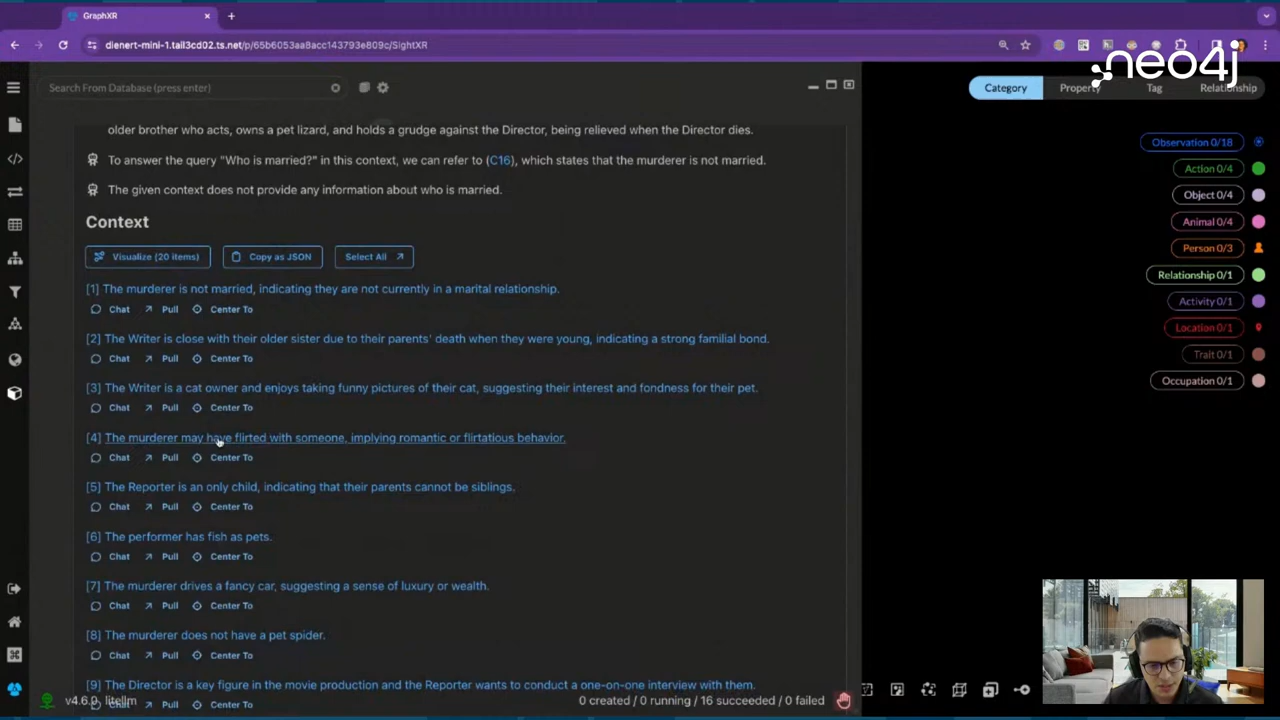 GraphXR
dienert-mini-1.tail3cd02.ts.net/p/65b6053aa8acc143793e809c/SightXR
neo4j
Search From Database (press enter)
Category Property Tag Relationship
older brother who acts, owns a pet lizard, and holds a grudge against the Director, being relieved when the Director dies.
To answer the query "Who is married?" in this context, we can refer to (C16), which states that the murderer is not married.
The given context does not provide any information about who is married.
Context
Visualize (20 items) Copy as JSON Select All
[1] The murderer is not married, indicating they are not currently in a marital relationship.
Chat Pull Center To
[2] The Writer is close with their older sister due to their parents' death when they were young, indicating a strong familial bond.
Chat Pull Center To
[3] The Writer is a cat owner and enjoys taking funny pictures of their cat, suggesting their interest and fondness for their pet.
Chat Pull Center To
[4] The murderer may have flirted with someone, implying romantic or flirtatious behavior.
Chat Pull Center To
[5] The Reporter is an only child, indicating that their parents cannot be siblings.
Chat Pull Center To
[6] The performer has fish as pets.
Chat Pull Center To
[7] The murderer drives a fancy car, suggesting a sense of luxury or wealth.
Chat Pull Center To
[8] The murderer does not have a pet spider.
Chat Pull Center To
[9] The Director is a key figure in the movie production and the Reporter wants to conduct a one-on-one interview with them.
Chat Pull Center To
Observation 0/18
Action 0/4
Object 0/4
Animal 0/4
Person 0/3
Relationship 0/1
Activity 0/1
Location 0/1
Trait 0/1
Occupation 0/1
v4.6.0, litellm
0 created / 0 running / 16 succeeded / 0 failed